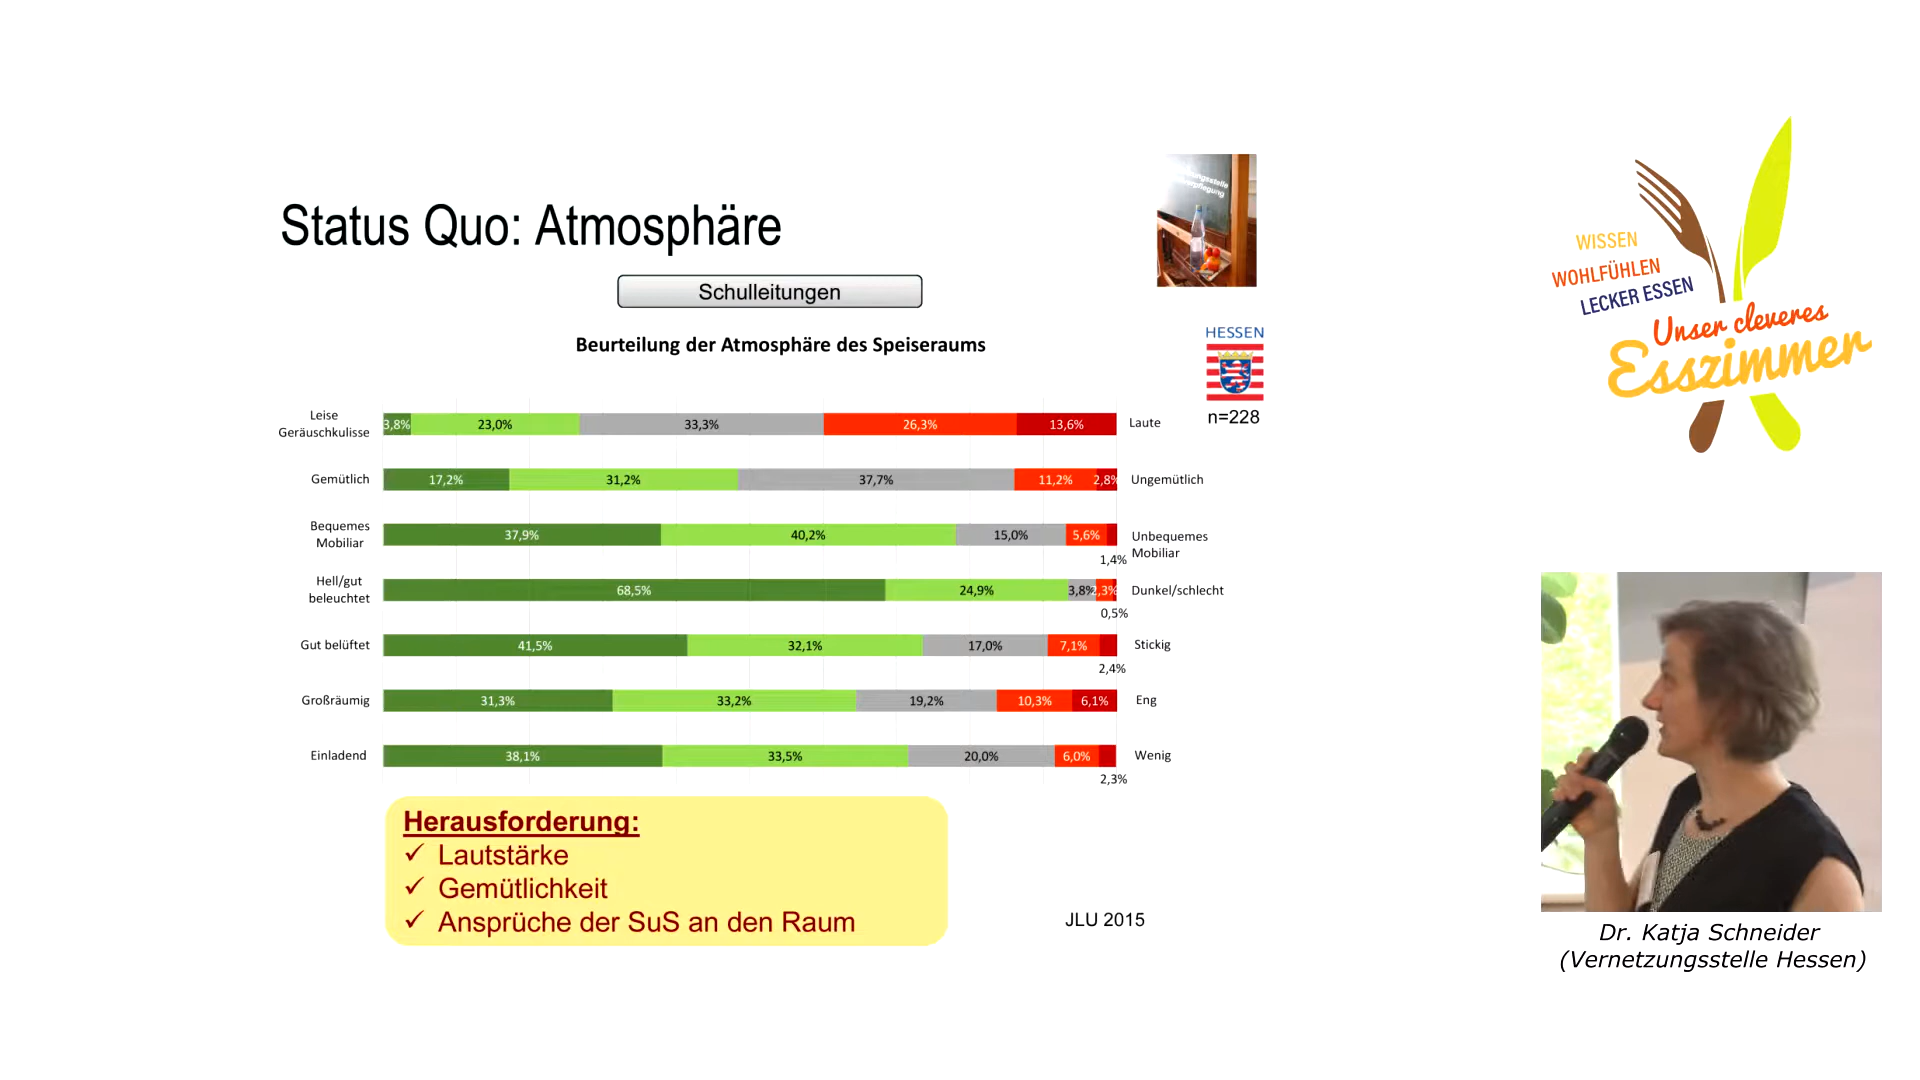 Status Quo: Atmosphäre
Schulleitungen
Beurteilung der Atmosphäre des Speiseraums
HESSEN
n=228
Leise
Geräuschkulisse
3,8% 23,0% 33,3% 26,3% 13,6%
Laute
Gemütlich
17,2% 31,2% 37,7% 11,2% 2,8%
Ungemütlich
Bequemes
Mobiliar
37,9% 40,2% 15,0% 5,6%
1,4%
Unbequemes
Mobiliar
Hell/gut
beleuchtet
68,5% 24,9% 3,8% 2,3%
0,5%
Dunkel/schlecht
Gut belüftet
41,5% 32,1% 17,0% 7,1%
2,4%
Stickig
Großräumig
31,3% 33,2% 19,2% 10,3% 6,1%
Eng
Einladend
38,1% 33,5% 20,0% 6,0%
2,3%
Wenig
Herausforderung:
✓ Lautstärke
✓ Gemütlichkeit
✓ Ansprüche der SuS an den Raum
JLU 2015
WISSEN
WOHLFÜHLEN
LECKER ESSEN
Unser cleveres
Esszimmer
Dr. Katja Schneider
(Vernetzungsstelle Hessen)